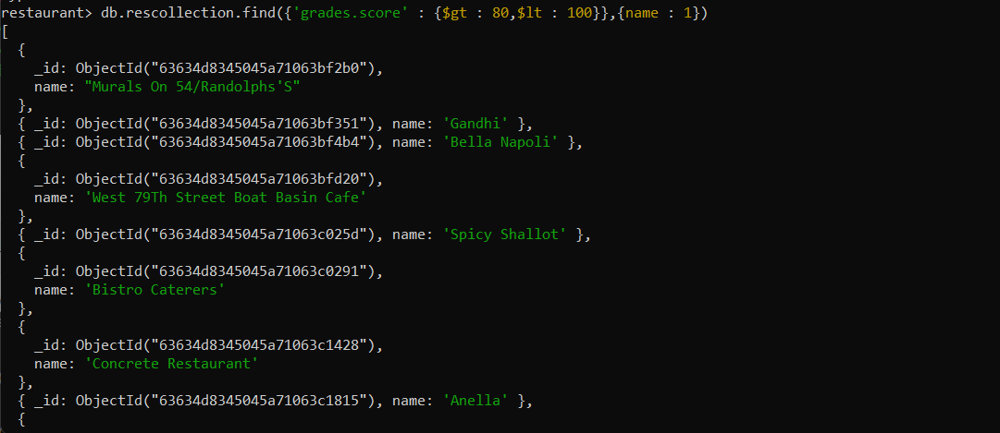 restaurant> db.rescollection.find({'grades.score' : {$gt : 80,$lt : 100}},{name : 1})
[
  {
    _id: ObjectId("63634d8345045a71063bf2b0"),
    name: "Murals On 54/Randolphs'S"
  },
  { _id: ObjectId("63634d8345045a71063bf351"), name: 'Gandhi' },
  { _id: ObjectId("63634d8345045a71063bf4b4"), name: 'Bella Napoli' },
  {
    _id: ObjectId("63634d8345045a71063bfd20"),
    name: 'West 79Th Street Boat Basin Cafe'
  },
  { _id: ObjectId("63634d8345045a71063c025d"), name: 'Spicy Shallot' },
  {
    _id: ObjectId("63634d8345045a71063c0291"),
    name: 'Bistro Caterers'
  },
  {
    _id: ObjectId("63634d8345045a71063c1428"),
    name: 'Concrete Restaurant'
  },
  { _id: ObjectId("63634d8345045a71063c1815"), name: 'Anella' },
  {